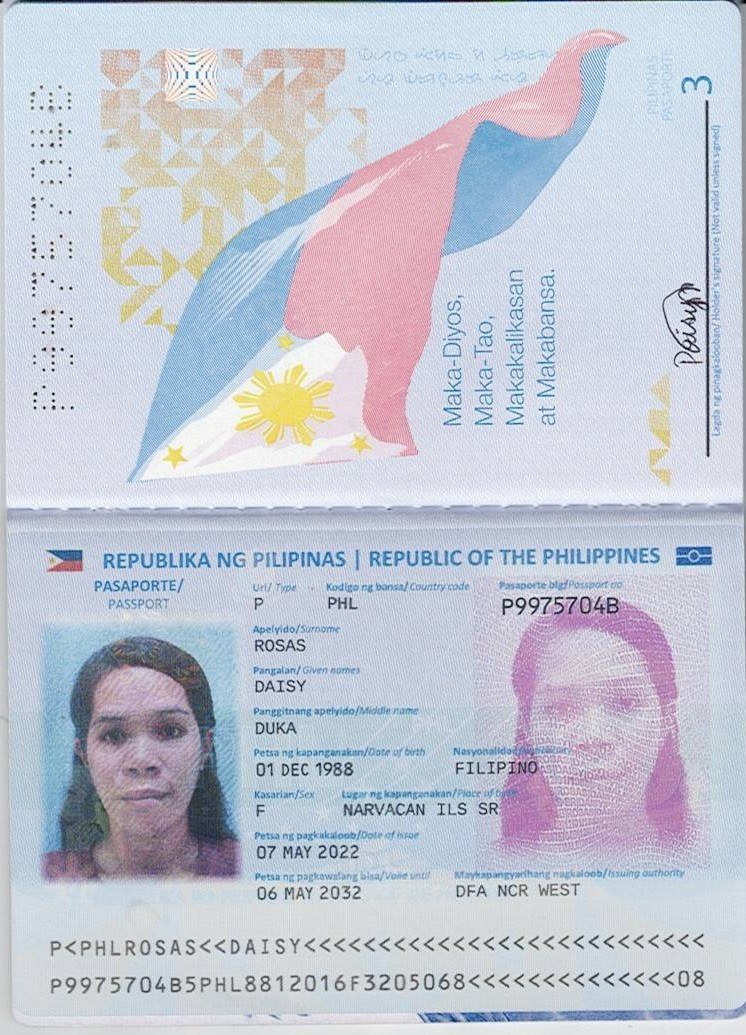 P9975704B
PILIPINAS
PASAPORTE
3
Maka-Diyos,
Maka-Tao,
Makakalikasan
at Makabansa.
Daisy
Lagda ng pinagkalooban/ Holder's signature (Not valid unless signed)
REPUBLIKA NG PILIPINAS | REPUBLIC OF THE PHILIPPINES
PASAPORTE/
PASSPORT
Uri/ Type Kodigo ng bansa/ Country code Pasaporte blg/Passport no
P PHL P9975704B
Apelyido/Surname
ROSAS
Pangalan/ Given names
DAISY
Panggitnang apelyido/Middle name
DUKA
Petsa ng kapanganakan/Date of birth Nasyonalidad/
01 DEC 1988 FILIPINO
Kasarian/Sex Lugar ng kapanganakan/Place of birth
F NARVACAN ILS SR
Petsa ng pagkakaloob/Date of issue
07 MAY 2022
Petsa ng pagkawalang bisa/Valid until Maykapangyarihang nagkaloob/Issuing authority
06 MAY 2032 DFA NCR WEST
P<PHLROSAS<<DAISY<<<<<<<<<<<<<<<<<<<<<<<<<<<
P9975704B5PHL8812016F3205068<<<<<<<<<<<<<<08